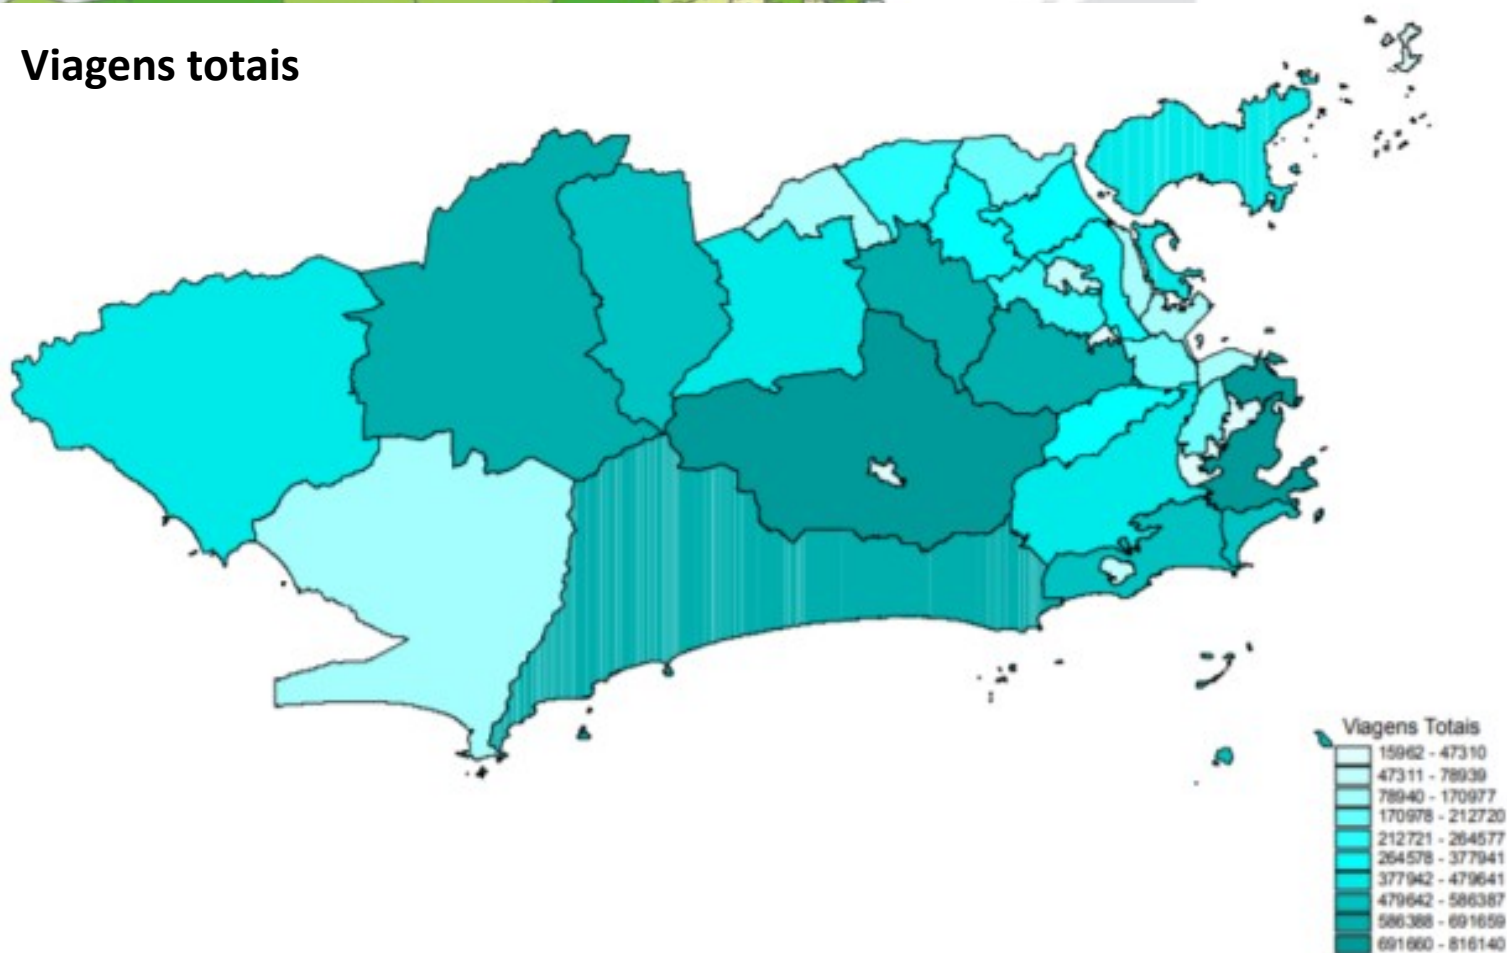 Viagens totais
Viagens Totais
15962 - 47310
47311 - 78939
78940 - 170977
170978 - 212720
212721 - 264577
264578 - 377941
377942 - 479641
479642 - 586387
586388 - 691659
691660 - 816140